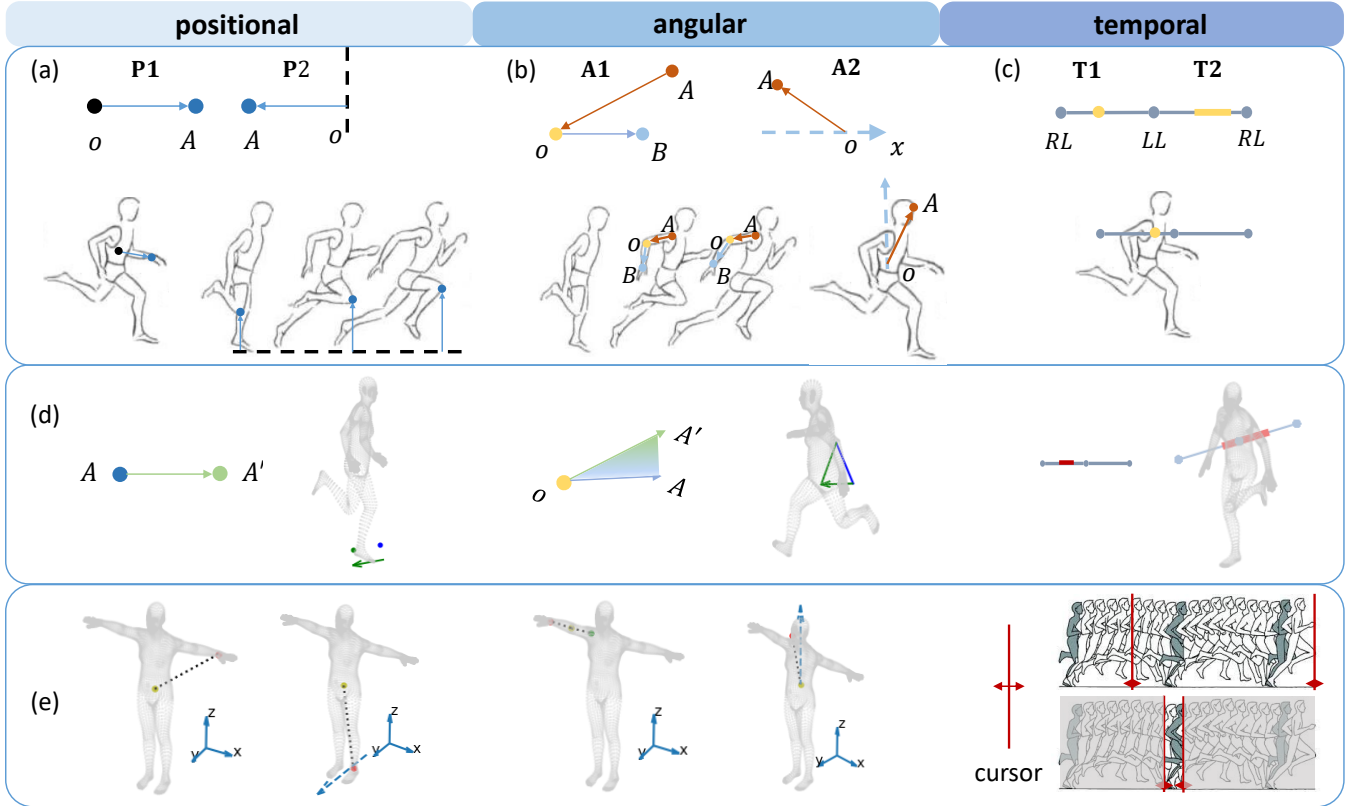 positional
angular
temporal
(a)
P1
P2
o
A
A
o
(b)
A1
A2
A
o
B
A
o
x
A
o
B
A
o
B
A
o
(c)
T1
T2
RL
LL
RL
(d)
A
A'
o
A'
A
(e)
z
y
x
z
y
x
z
y
x
z
y
x
cursor